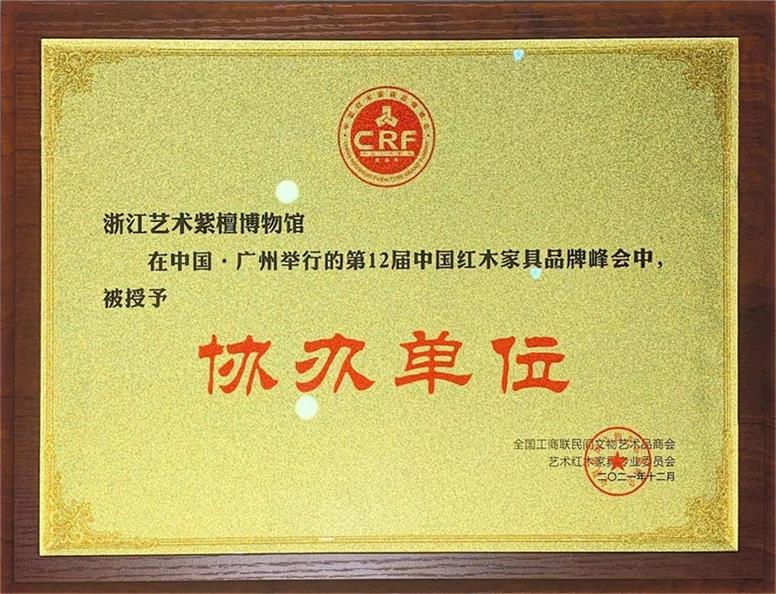 CRF
浙江艺术紫檀博物馆
在中国·广州举行的第12届中国红木家具品牌峰会中,
被授予
协办单位
全国工商联民间文物艺术品商会
艺术红木家具专业委员会
二〇二一年十二月